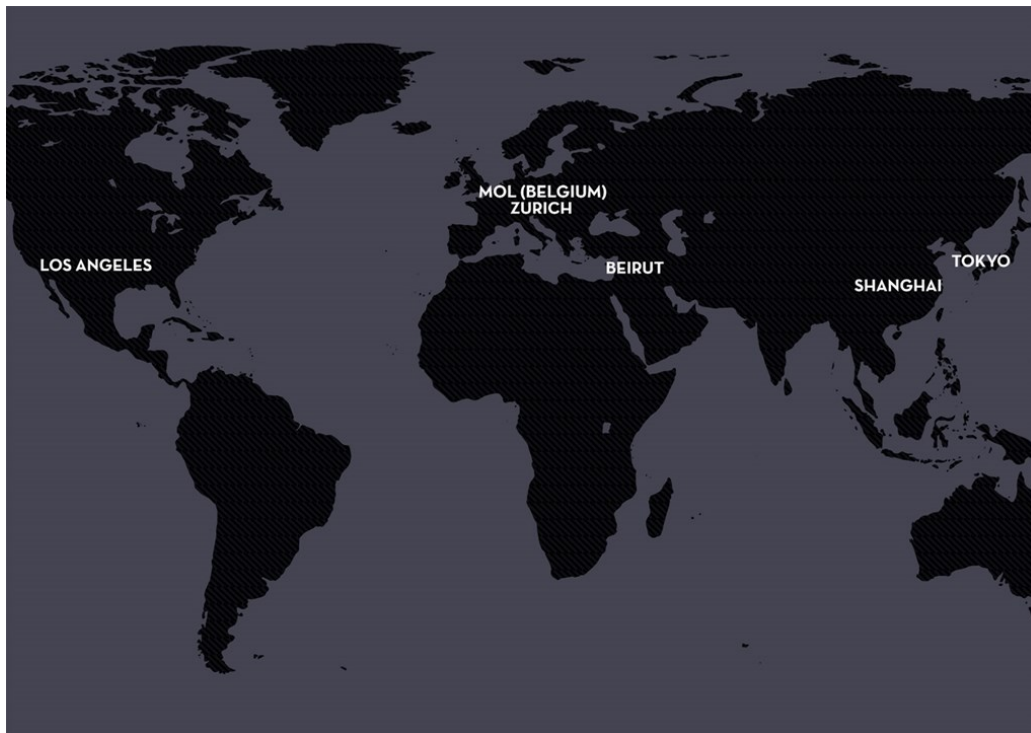 MOL (BELGIUM)
ZURICH
LOS ANGELES
BEIRUT
TOKYO
SHANGHAI